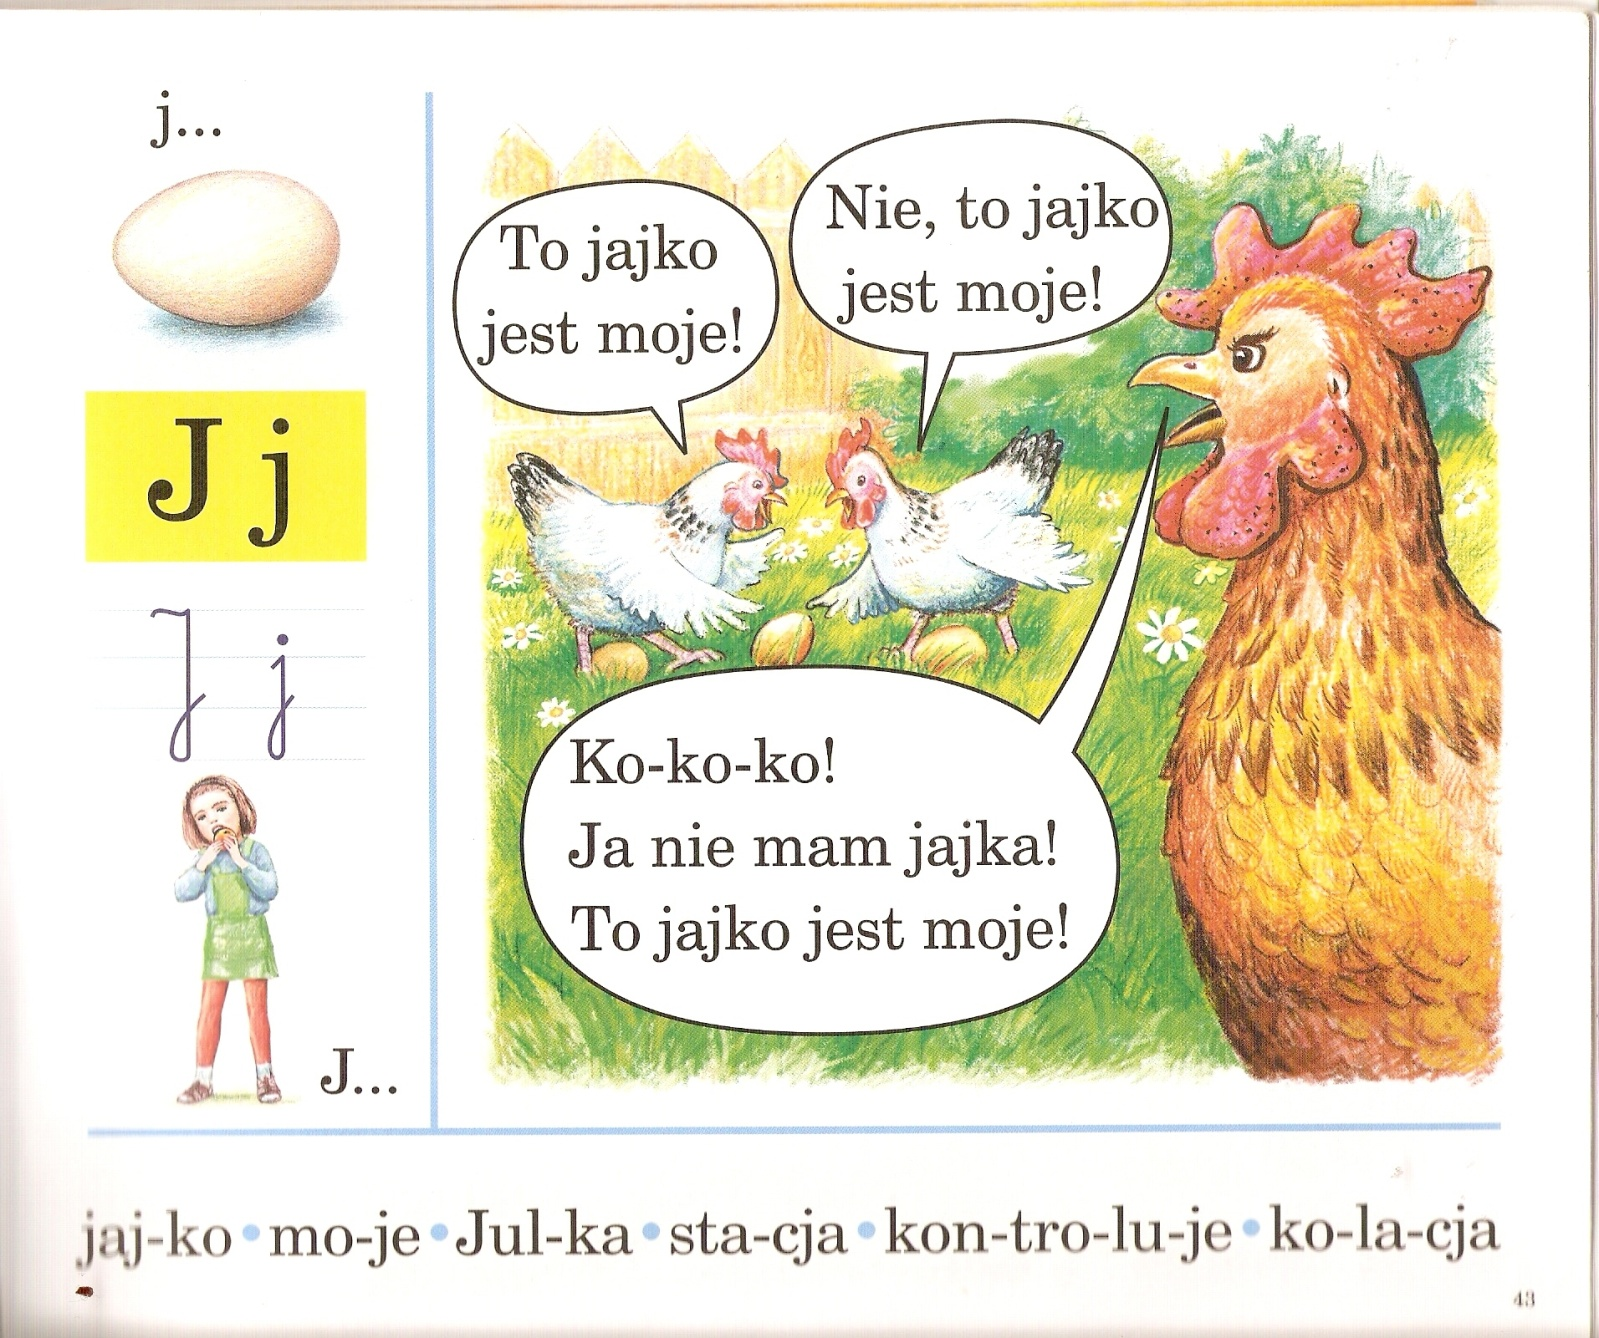 j...
J j
J j
J...
To jajko
jest moje!
Nie, to jajko
jest moje!
Ko-ko-ko!
Ja nie mam jajka!
To jajko jest moje!
jaj-ko • mo-je • Jul-ka • sta-cja • kon-tro-lu-je • ko-la-cja
43